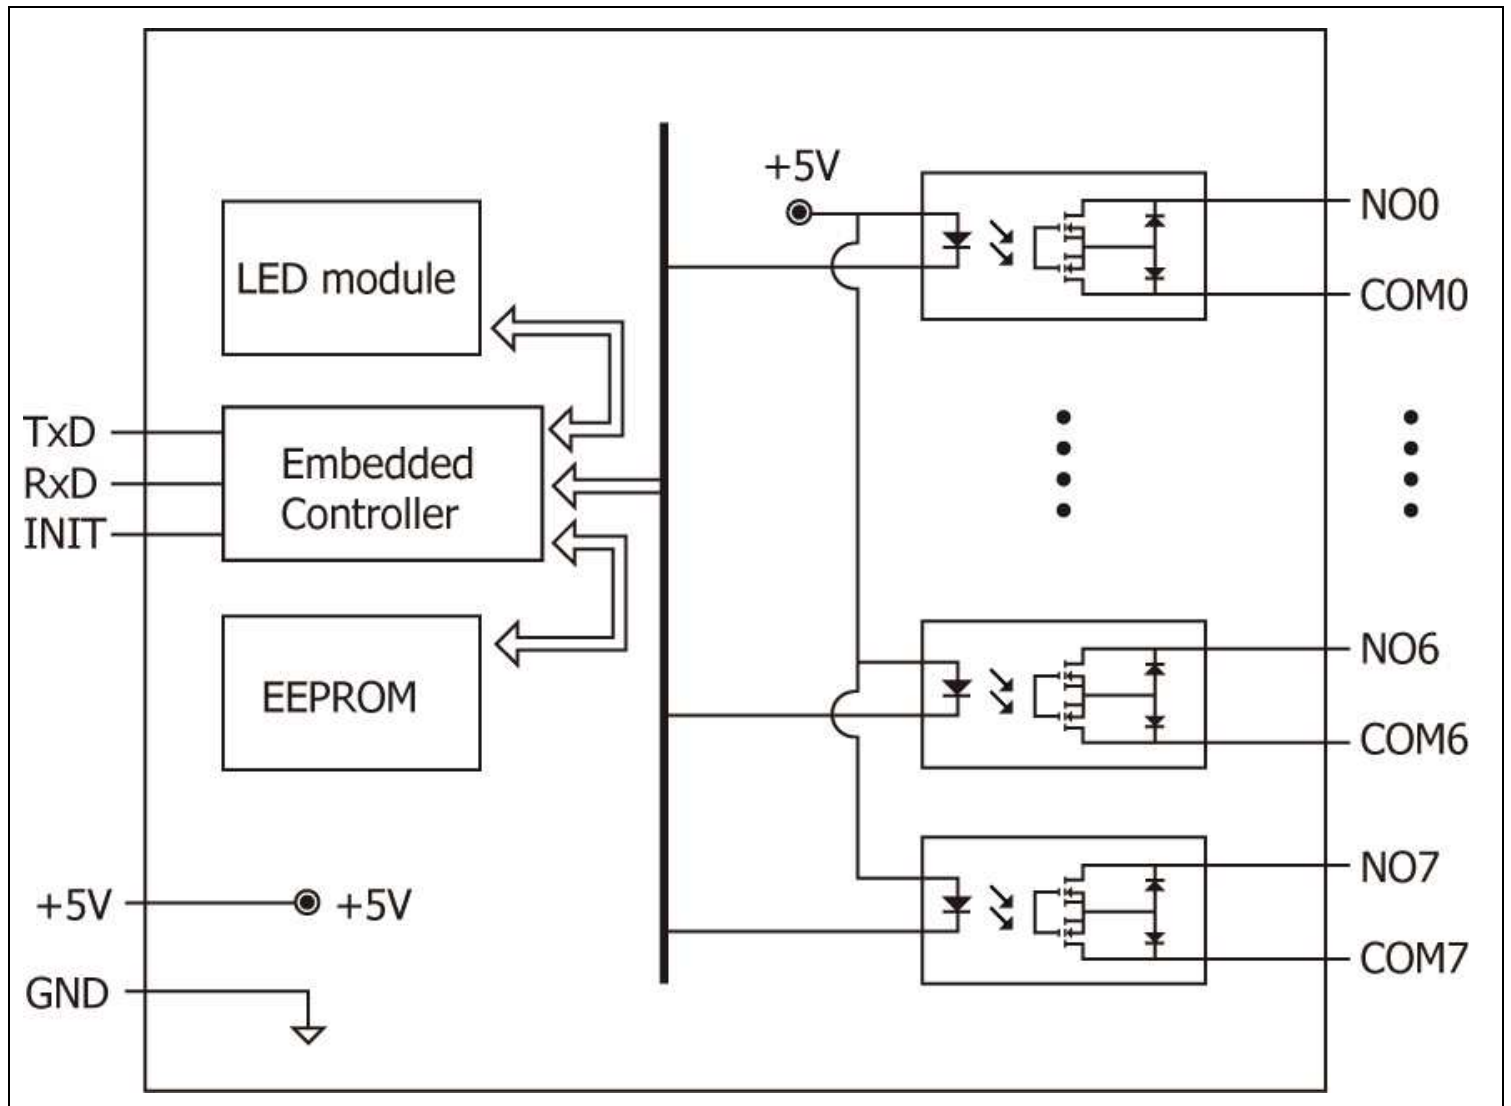 +5V
NO0
LED module
COM0
TxD
Embedded
RxD
Controller
INIT
NO6
EEPROM
COM6
NO7
+5V
+5V
COM7
GND